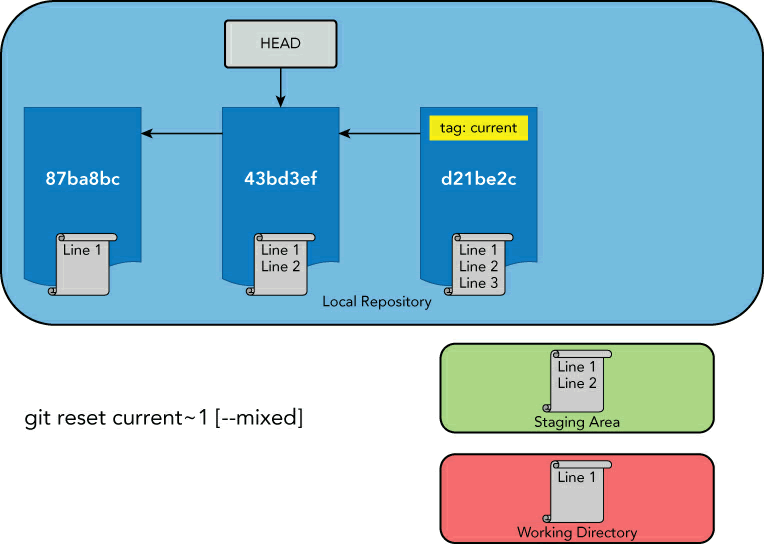 HEAD
tag: current
87ba8bc
43bd3ef
d21be2c
Line 1
Line 1
Line 2
Line 1
Line 2
Line 3
Local Repository
Line 1
Line 2
Staging Area
git reset current~1 [--mixed]
Line 1
Working Directory